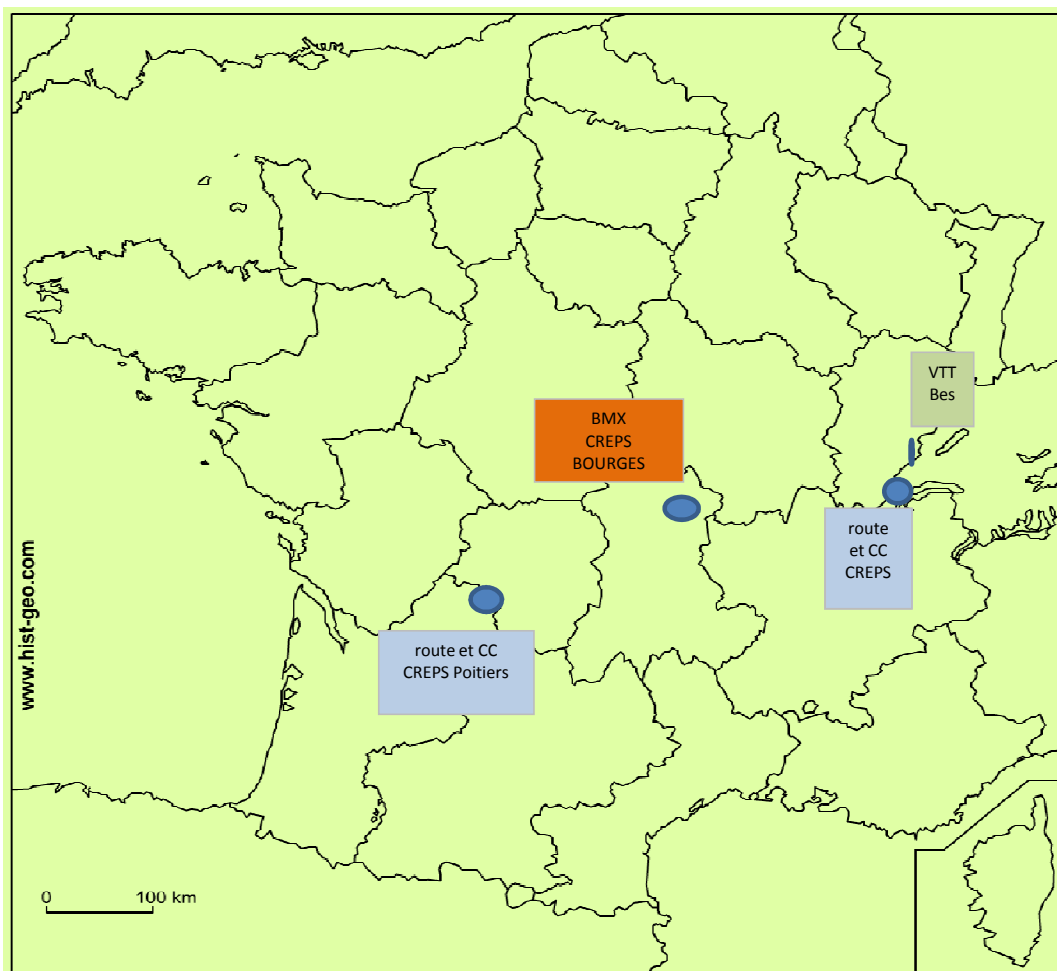 VTT
Bes
BMX
CREPS
BOURGES
route
et CC
CREPS
route et CC
CREPS Poitiers
www.hist-geo.com
0 100 km